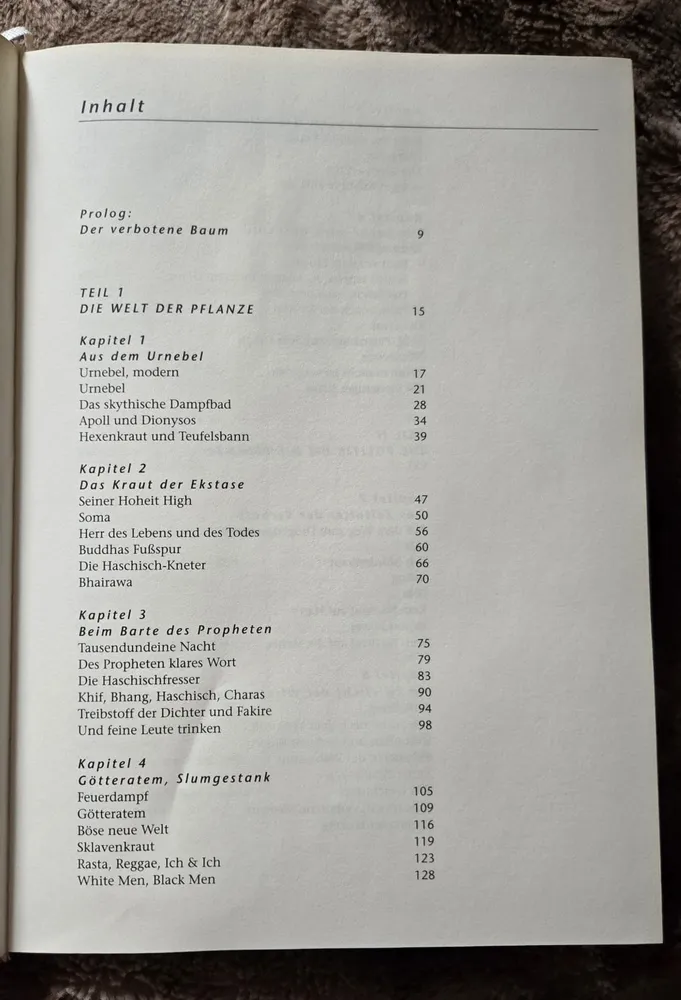 Inhalt
Prolog:
Der verbotene Baum 9
TEIL 1
DIE WELT DER PFLANZE 15
Kapitel 1
Aus dem Urnebel
Urnebel, modern 17
Urnebel 21
Das skythische Dampfbad 28
Apoll und Dionysos 34
Hexenkraut und Teufelsbann 39
Kapitel 2
Das Kraut der Ekstase
Seiner Hoheit High 47
Soma 50
Herr des Lebens und des Todes 56
Buddhas Fußspur 60
Die Haschisch-Kneter 66
Bhairawa 70
Kapitel 3
Beim Barte des Propheten
Tausendundeine Nacht 75
Des Propheten klares Wort 79
Die Haschischfresser 83
Khif, Bhang, Haschisch, Charas 90
Treibstoff der Dichter und Fakire 94
Und feine Leute trinken 98
Kapitel 4
Götteratem, Slumgestank
Feuerdampf 105
Götteratem 109
Böse neue Welt 116
Sklavenkraut 119
Rasta, Reggae, Ich & Ich 123
White Men, Black Men 128